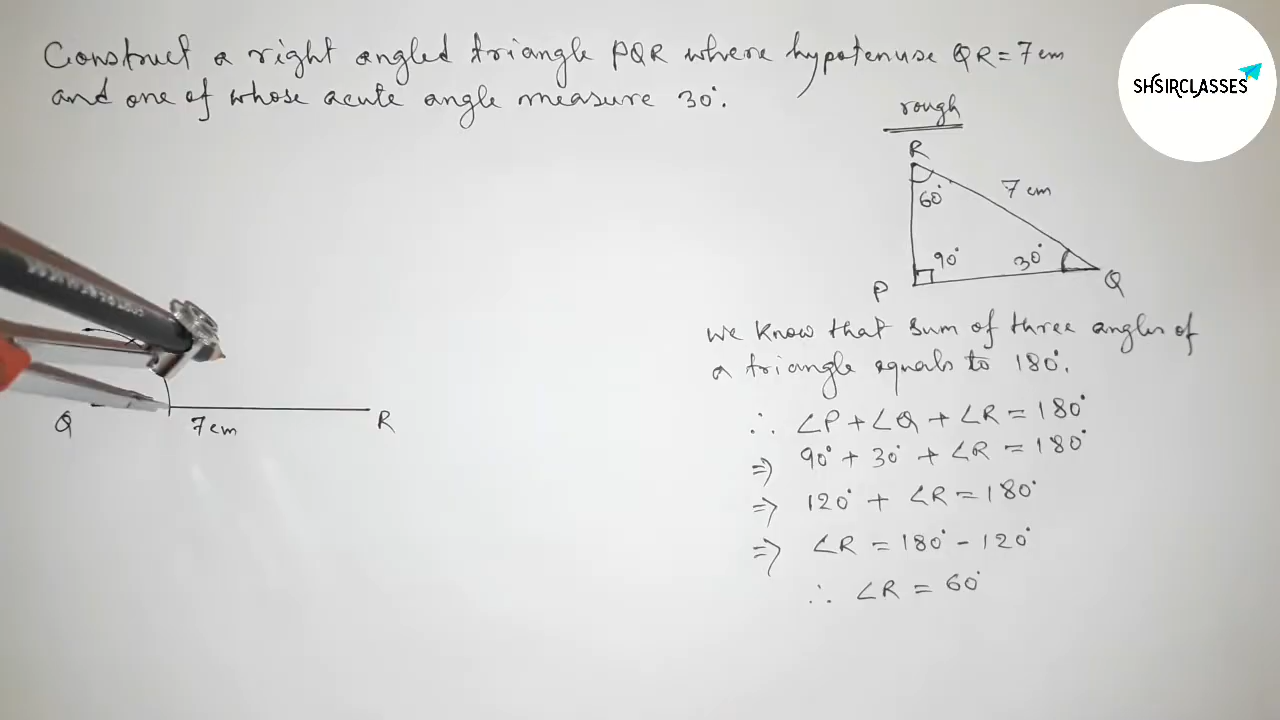 Construct a right angled triangle PQR where hypotenuse QR = 7 cm
and one of whose acute angle measure 30°.
SHSIRCLASSES
rough
R
60°
7 cm
90°
30°
P
Q
We know that sum of three angles of
a triangle equals to 180°.
∴ ∠P + ∠Q + ∠R = 180°
⇒ 90° + 30° + ∠R = 180°
⇒ 120° + ∠R = 180°
⇒ ∠R = 180° - 120°
∴ ∠R = 60°
Q
7 cm
R